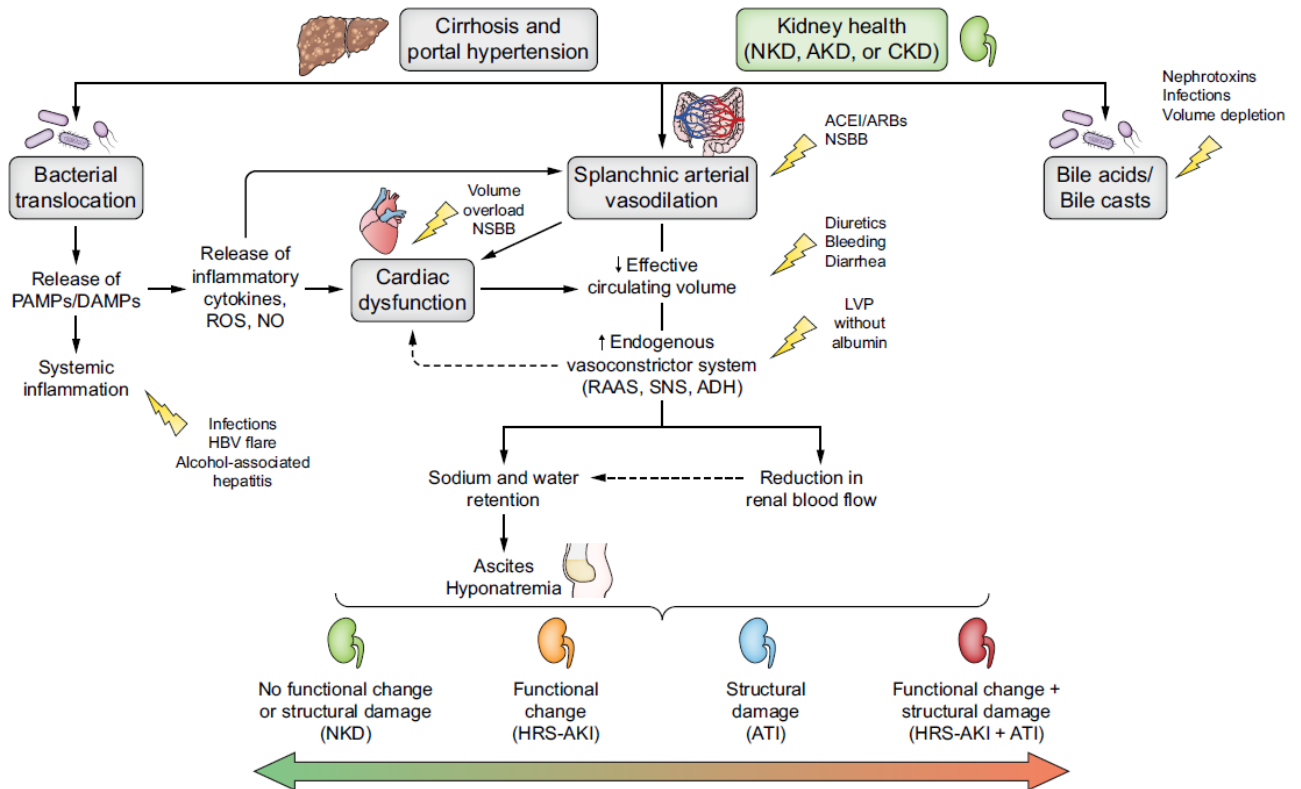 Cirrhosis and
portal hypertension
Kidney health
(NKD, AKD, or CKD)
Nephrotoxins
Infections
Volume depletion
ACEI/ARBs
NSBB
Bacterial
translocation
Splanchnic arterial
vasodilation
Bile acids/
Bile casts
Volume
overload
NSBB
Release of
inflammatory
cytokines,
ROS, NO
Diuretics
Bleeding
Diarrhea
Release of
PAMPs/DAMPs
Cardiac
dysfunction
↓ Effective
circulating volume
LVP
without
albumin
↑ Endogenous
vasoconstrictor system
(RAAS, SNS, ADH)
Systemic
inflammation
Infections
HBV flare
Alcohol-associated
hepatitis
Sodium and water
retention
Reduction in
renal blood flow
Ascites
Hyponatremia
No functional change
or structural damage
(NKD)
Functional
change
(HRS-AKI)
Structural
damage
(ATI)
Functional change +
structural damage
(HRS-AKI + ATI)